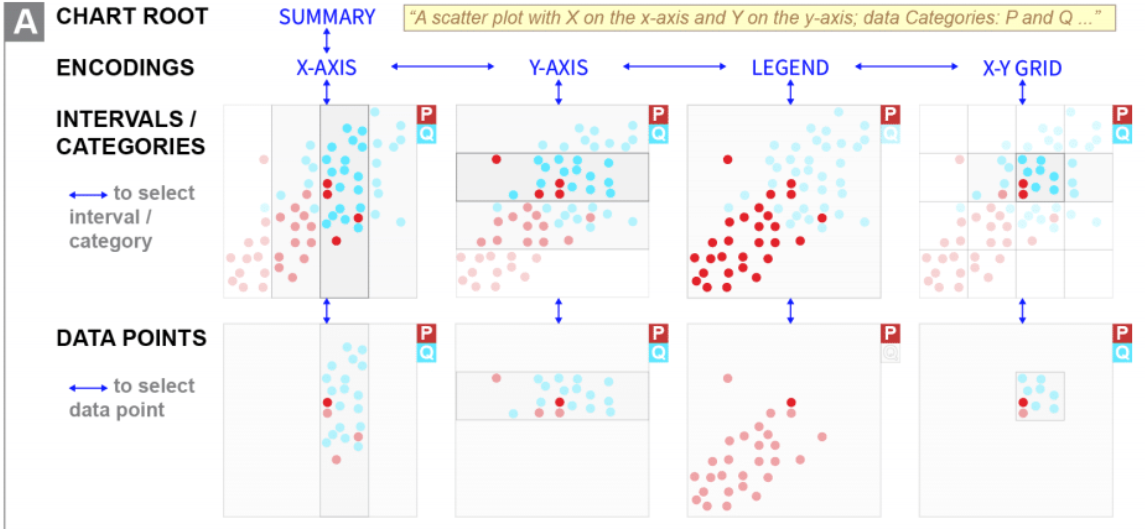 A
CHART ROOT
SUMMARY
“A scatter plot with X on the x-axis and Y on the y-axis; data Categories: P and Q ...”
ENCODINGS
X-AXIS
Y-AXIS
LEGEND
X-Y GRID
INTERVALS /
CATEGORIES
to select
interval /
category
P
Q
P
Q
P
Q
P
Q
DATA POINTS
to select
data point
P
Q
P
Q
P
Q
P
Q